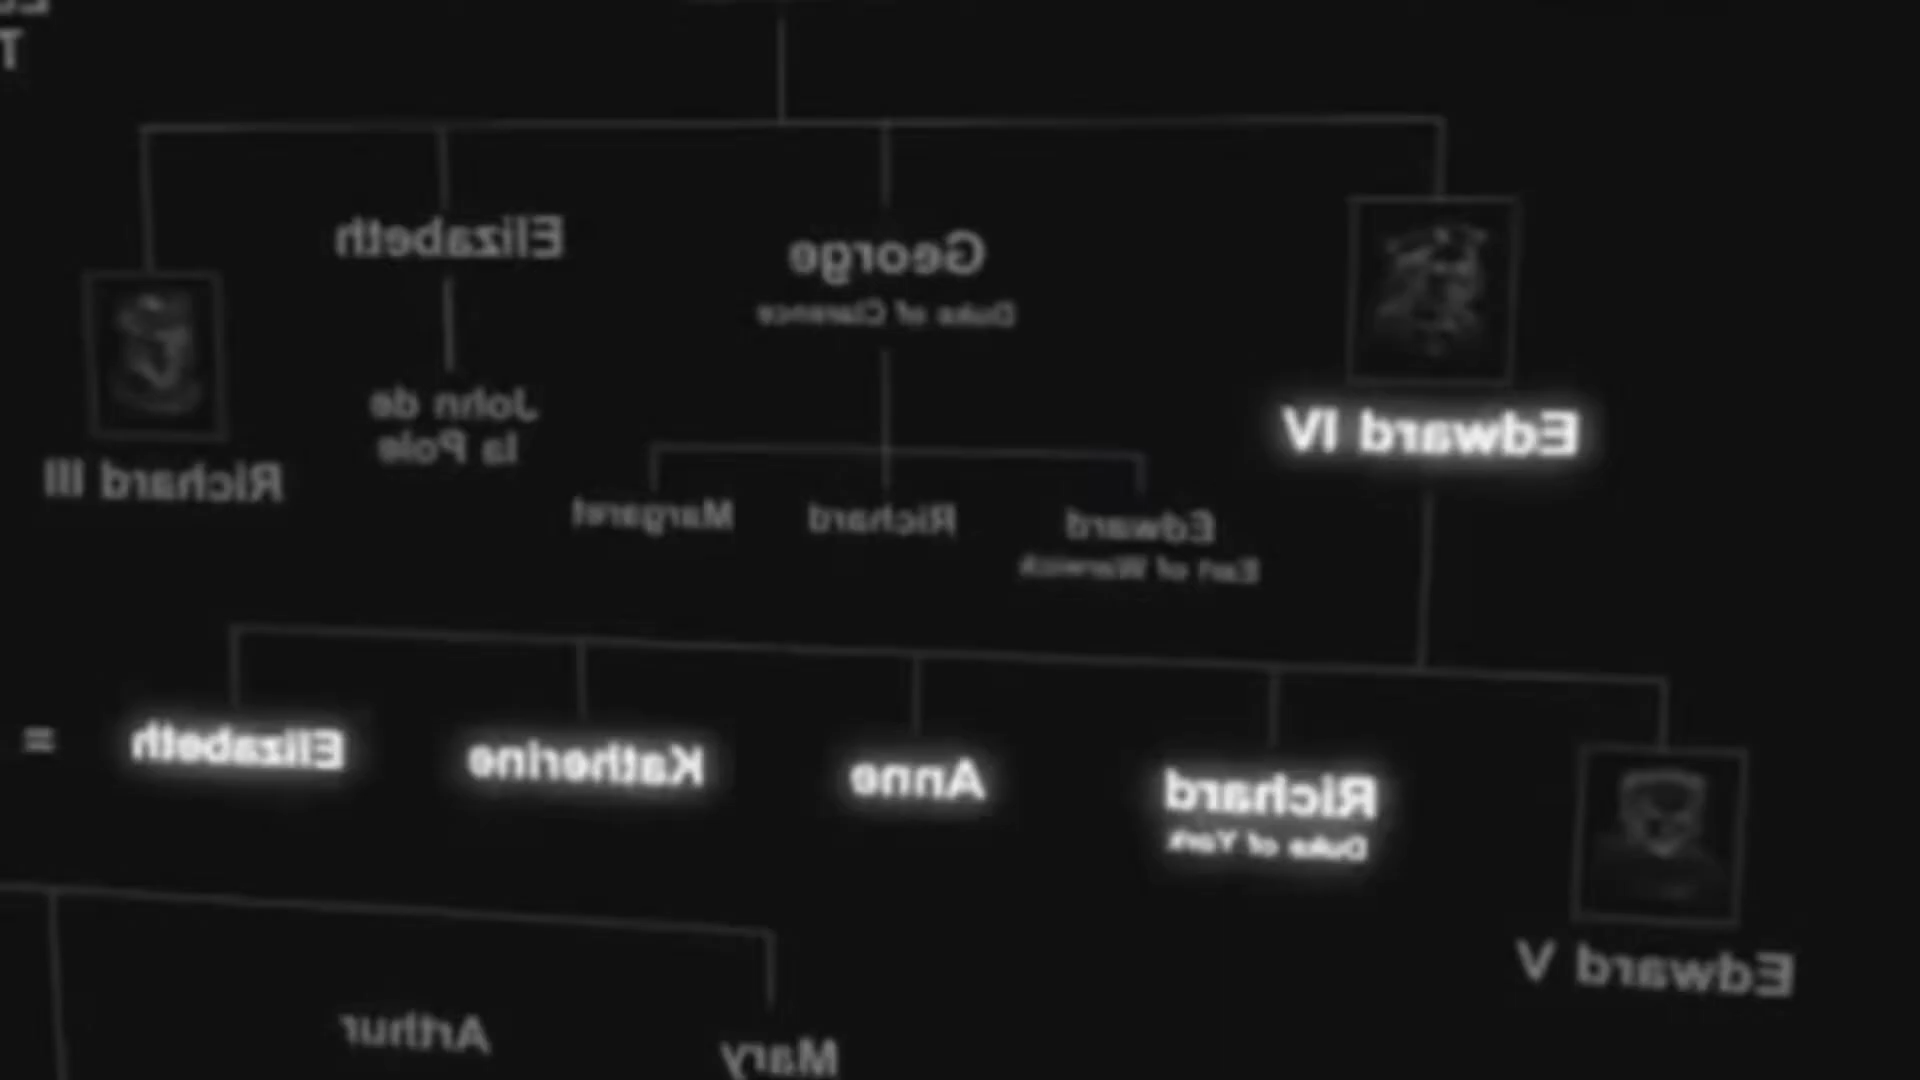 T
Elizabeth
George
Duke of Clarence
Edward IV
John de
la Pole
Richard III
Margaret
Richard
Edward
Earl of Warwick
=
Elizabeth
Katherine
Anne
Richard
Duke of York
Edward V
Arthur
Mary